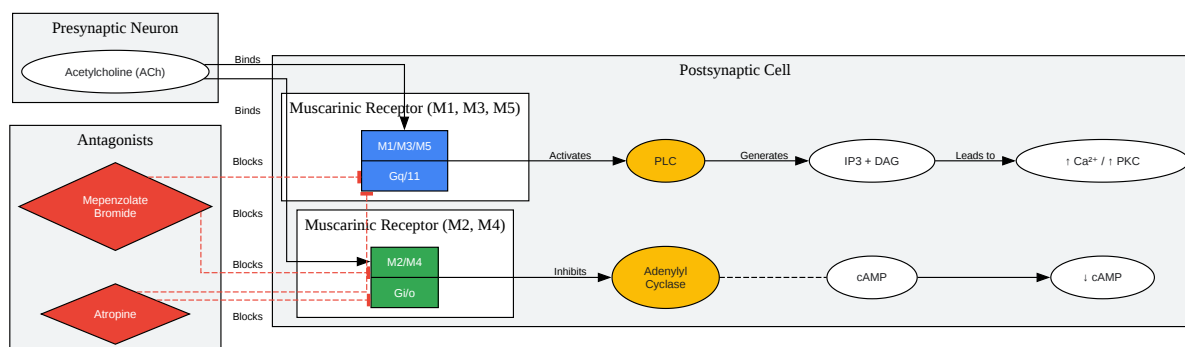 Presynaptic Neuron
Acetylcholine (ACh)
Binds
Binds
Postsynaptic Cell
Antagonists
Mepenzolate
Bromide
Atropine
Blocks
Blocks
Blocks
Blocks
Muscarinic Receptor (M1, M3, M5)
M1/M3/M5
Gq/11
Activates
PLC
Generates
IP3 + DAG
Leads to
↑ Ca²⁺ / ↑ PKC
Muscarinic Receptor (M2, M4)
M2/M4
Gi/o
Inhibits
Adenylyl
Cyclase
cAMP
↓ cAMP